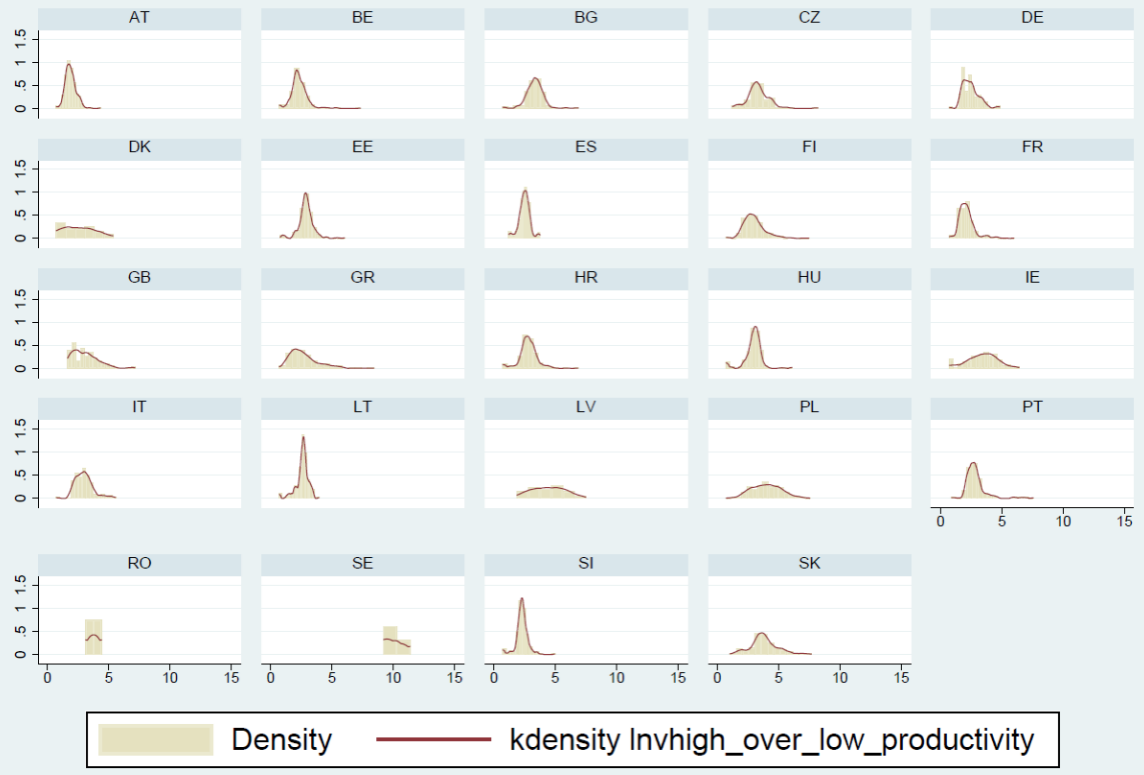 AT BE BG CZ DE
0 .5 1 1.5
DK EE ES FI FR
0 .5 1 1.5
GB GR HR HU IE
0 .5 1 1.5
IT LT LV PL PT
0 .5 1 1.5
0 5 10 15
RO SE SI SK
0 .5 1 1.5
0 5 10 15 0 5 10 15 0 5 10 15 0 5 10 15
Density kdensity lnvhigh_over_low_productivity